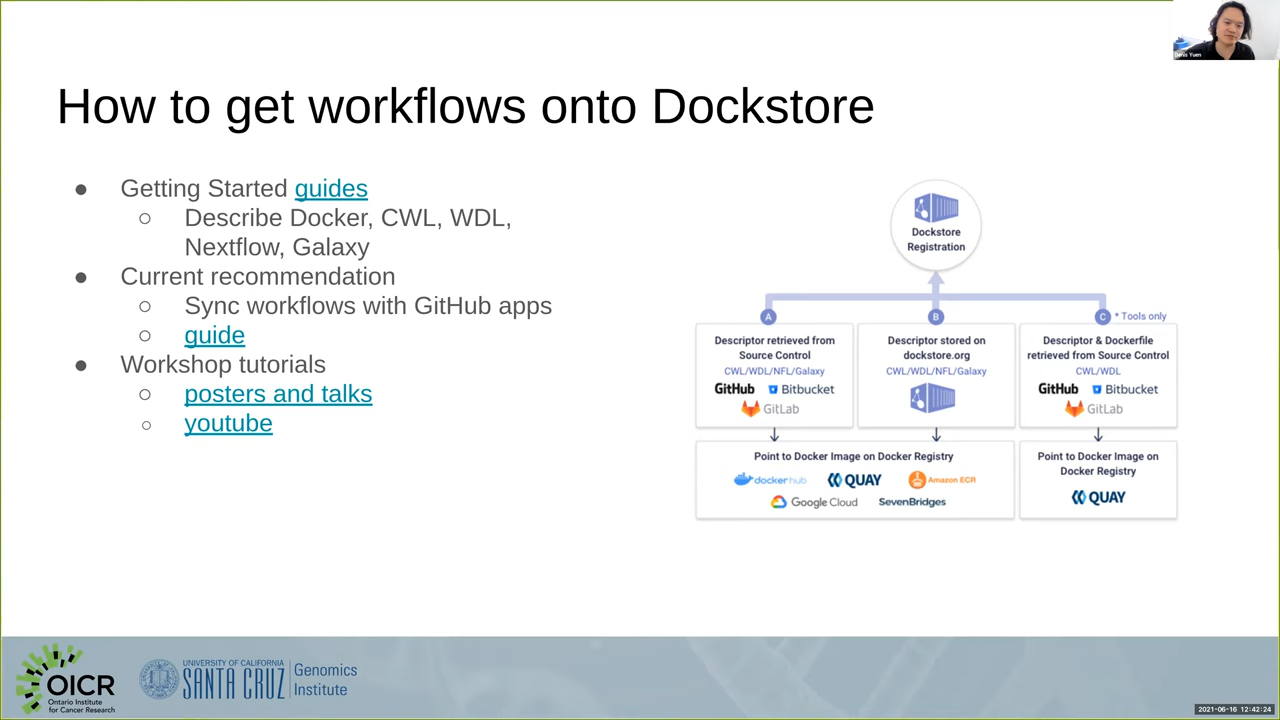 Denis Yuen
How to get workflows onto Dockstore
● Getting Started guides
○ Describe Docker, CWL, WDL,
Nextflow, Galaxy
● Current recommendation
○ Sync workflows with GitHub apps
○ guide
● Workshop tutorials
○ posters and talks
○ youtube
Dockstore
Registration
A
B
C * Tools only
Descriptor retrieved from
Source Control
CWL/WDL/NFL/Galaxy
GitHub Bitbucket
GitLab
Descriptor stored on
dockstore.org
CWL/WDL/NFL/Galaxy
Descriptor & Dockerfile
retrieved from Source Control
CWL/WDL
GitHub Bitbucket
GitLab
Point to Docker Image on Docker Registry
dockerhub QUAY Amazon ECR
Google Cloud SevenBridges
Point to Docker Image on
Docker Registry
QUAY
OICR
Ontario Institute
for Cancer Research
UNIVERSITY OF CALIFORNIA
SANTA CRUZ
Genomics
Institute
2021-06-16 12:42:24